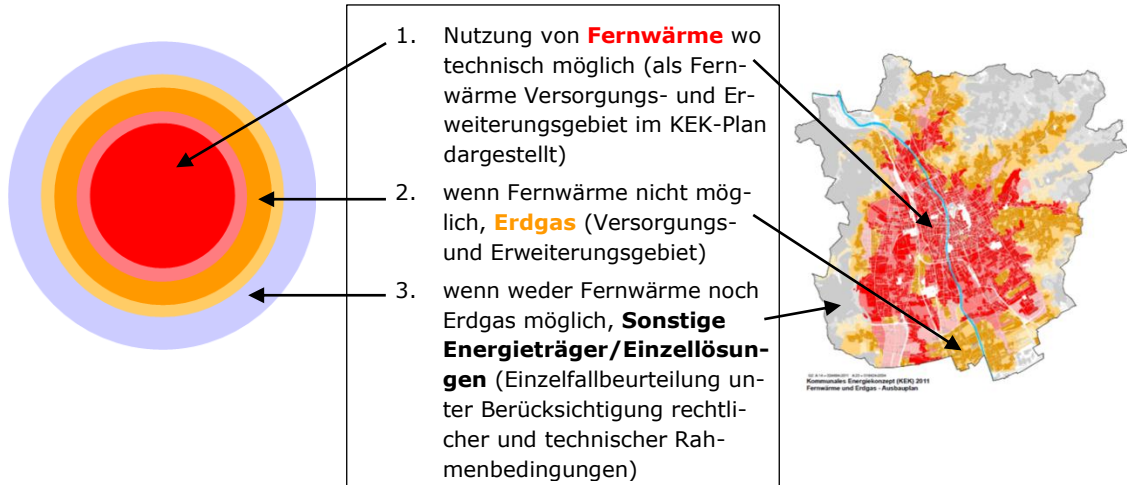 1. Nutzung von Fernwärme wo
technisch möglich (als Fern-
wärme Versorgungs- und Er-
weiterungsgebiet im KEK-Plan
dargestellt)
2. wenn Fernwärme nicht mög-
lich, Erdgas (Versorgungs-
und Erweiterungsgebiet)
3. wenn weder Fernwärme noch
Erdgas möglich, Sonstige
Energieträger/Einzellösun-
gen (Einzelfallbeurteilung un-
ter Berücksichtigung rechtli-
cher und technischer Rah-
menbedingungen)
Kommunales Energiekonzept (KEK) 2011
Fernwärme und Erdgas - Ausbauplan